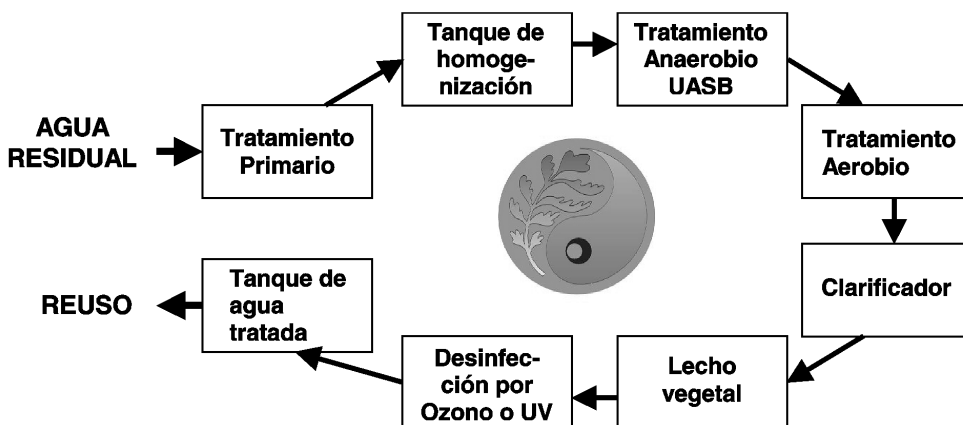 AGUA
RESIDUAL
Tratamiento
Primario
Tanque de
homoge-
nización
Tratamiento
Anaerobio
UASB
Tratamiento
Aerobio
Clarificador
Lecho
vegetal
Desinfec-
ción por
Ozono o UV
Tanque de
agua
tratada
REUSO